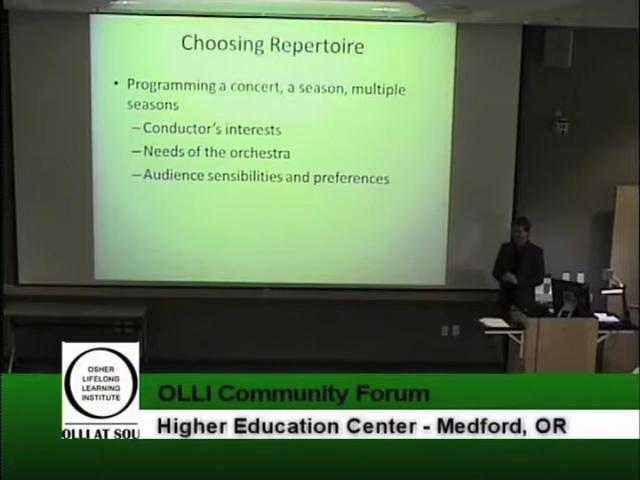 Choosing Repertoire
• Programming a concert, a season, multiple
seasons
–Conductor's interests
–Needs of the orchestra
–Audience sensibilities and preferences
OSHER
LIFELONG
LEARNING
INSTITUTE
OLLI AT SOU
OLLI Community Forum
Higher Education Center - Medford, OR